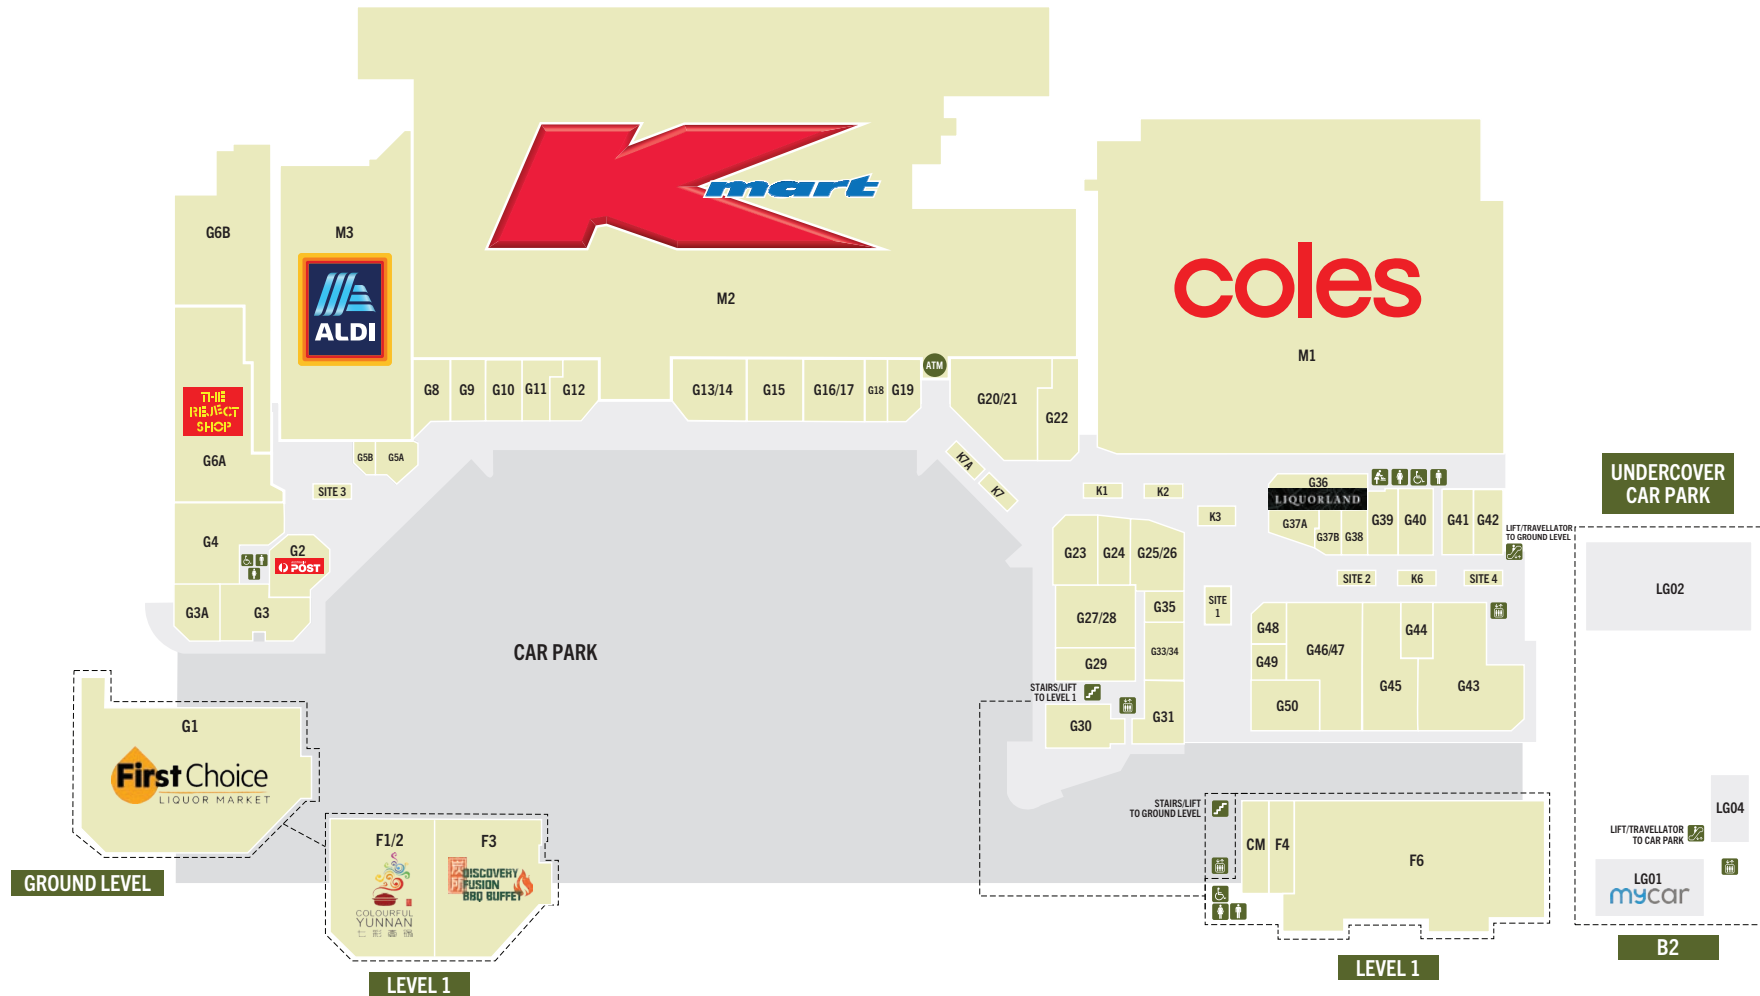 K
mart
coles
G6B
M3
ALDI
M2
M1
ATM
G8
G9
G10
G11
G12
G13/14
G15
G16/17
G18
G19
G20/21
G22
THE
REJECT
SHOP
G6A
G5B
G5A
SITE 3
K7A
K7
K1
K2
K3
G36
LIQUORLAND
G37A
G37B
G38
G39
G40
G41
G42
LIFT/TRAVELLATOR
TO GROUND LEVEL
UNDERCOVER
CAR PARK
G4
G2
POST
G3A
G3
G23
G24
G25/26
G27/28
G35
G29
G33/34
SITE
1
SITE 2
K6
SITE 4
LG02
G48
G49
G46/47
G44
G45
G43
G50
CAR PARK
STAIRS/LIFT
TO LEVEL 1
G30
G31
G1
First Choice
LIQUOR MARKET
GROUND LEVEL
F1/2
COLOURFUL
YUNNAN
F3
DISCOVERY
FUSION
BBQ BUFFET
LEVEL 1
STAIRS/LIFT
TO GROUND LEVEL
CM
F4
F6
LEVEL 1
LG04
LIFT/TRAVELLATOR
TO CAR PARK
LG01
mycar
B2